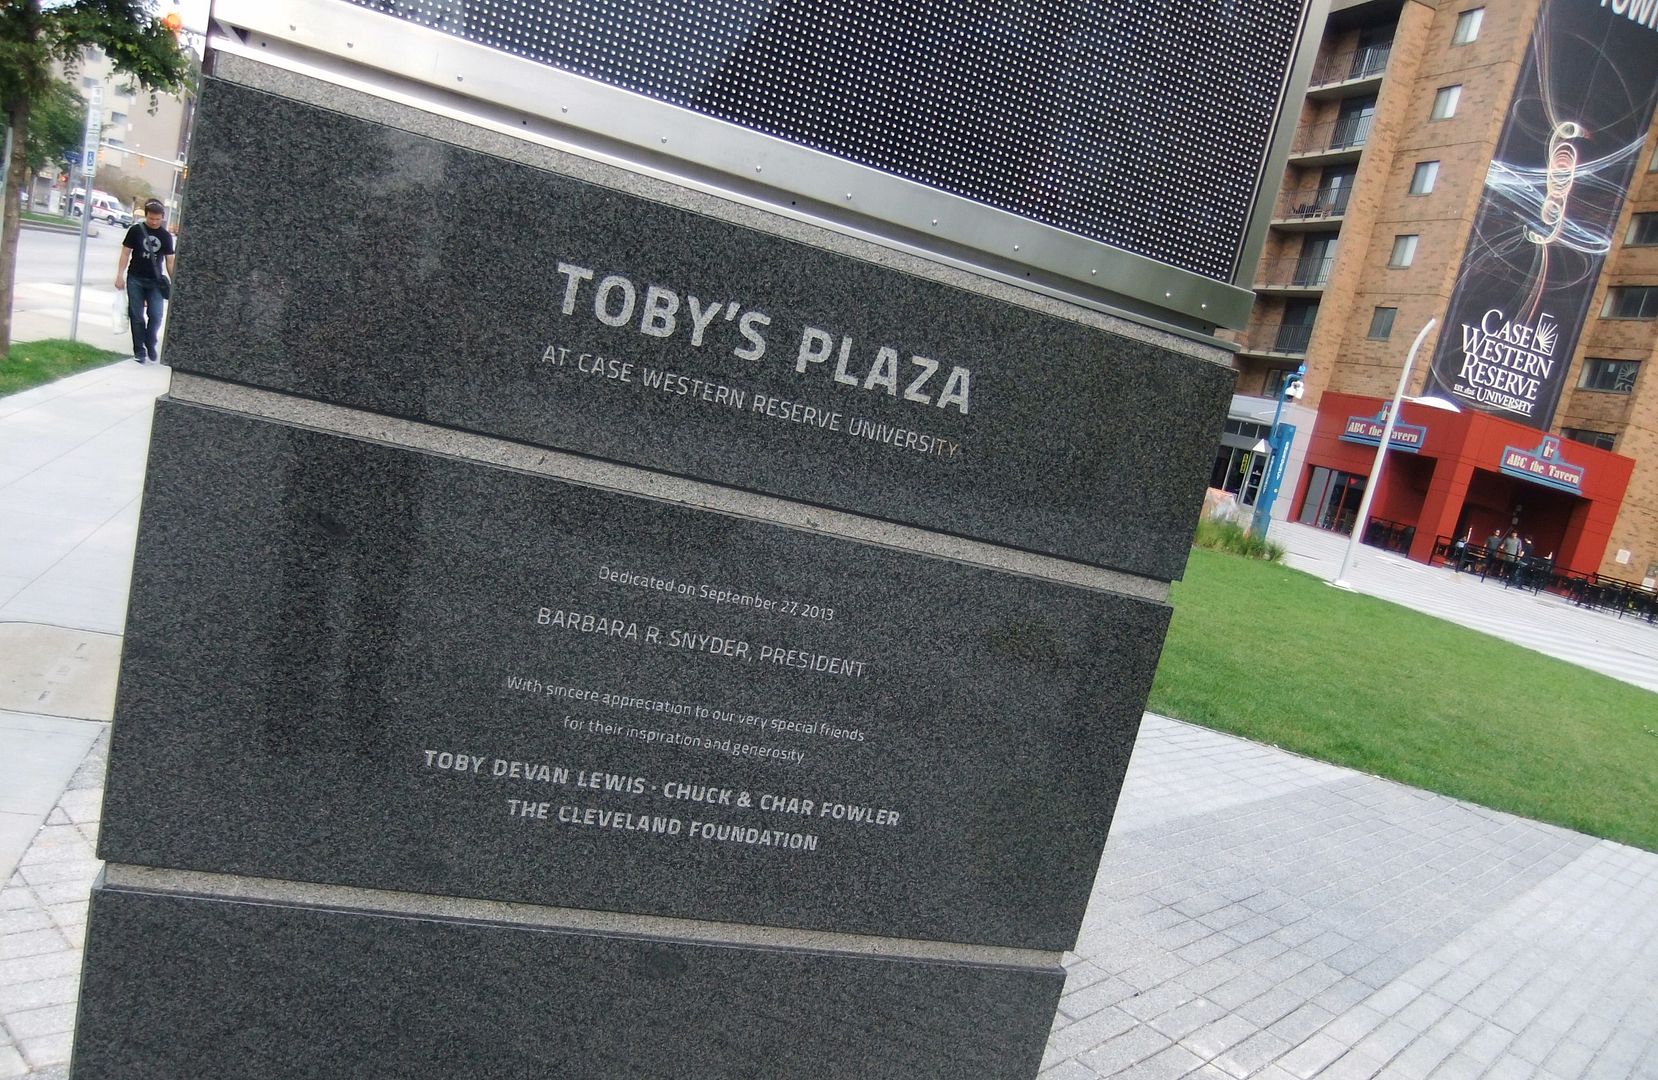 TOBY'S PLAZA
AT CASE WESTERN RESERVE UNIVERSITY
Dedicated on September 27, 2013
BARBARA R. SNYDER, PRESIDENT
With sincere appreciation to our very special friends
for their inspiration and generosity
TOBY DEVAN LEWIS · CHUCK & CHAR FOWLER
THE CLEVELAND FOUNDATION
CASE
WESTERN
RESERVE
UNIVERSITY
ABC the Tavern
ABC the Tavern